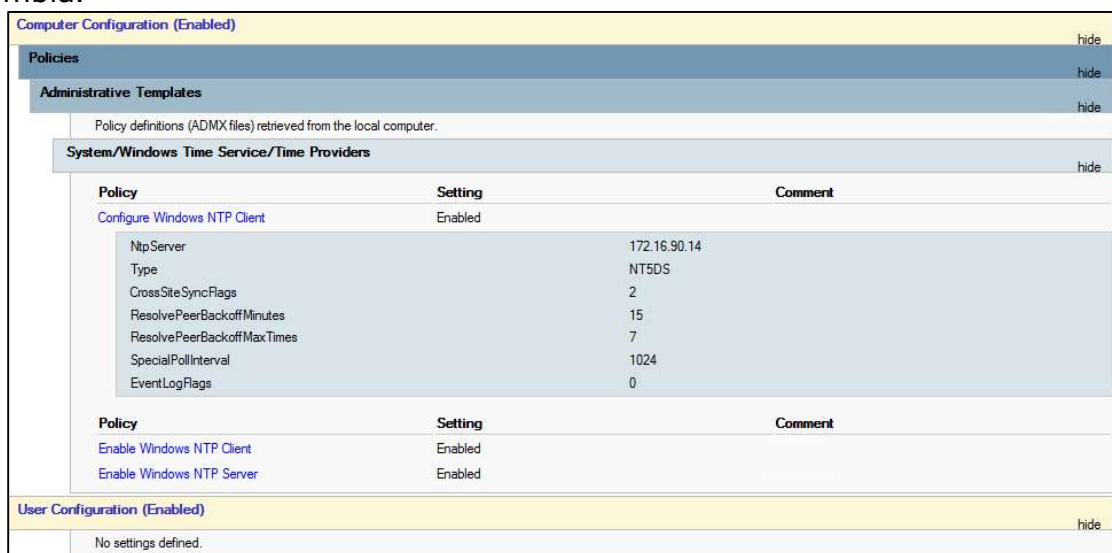 Computer Configuration (Enabled)
hide
Policies
hide
Administrative Templates
hide
Policy definitions (ADMX files) retrieved from the local computer.
System/Windows Time Service/Time Providers
hide
Policy Setting Comment
Configure Windows NTP Client Enabled
NtpServer 172.16.90.14
Type NT5DS
CrossSiteSyncFlags 2
ResolvePeerBackoffMinutes 15
ResolvePeerBackoffMaxTimes 7
SpecialPollInterval 1024
EventLogFlags 0
Policy Setting Comment
Enable Windows NTP Client Enabled
Enable Windows NTP Server Enabled
User Configuration (Enabled)
hide
No settings defined.